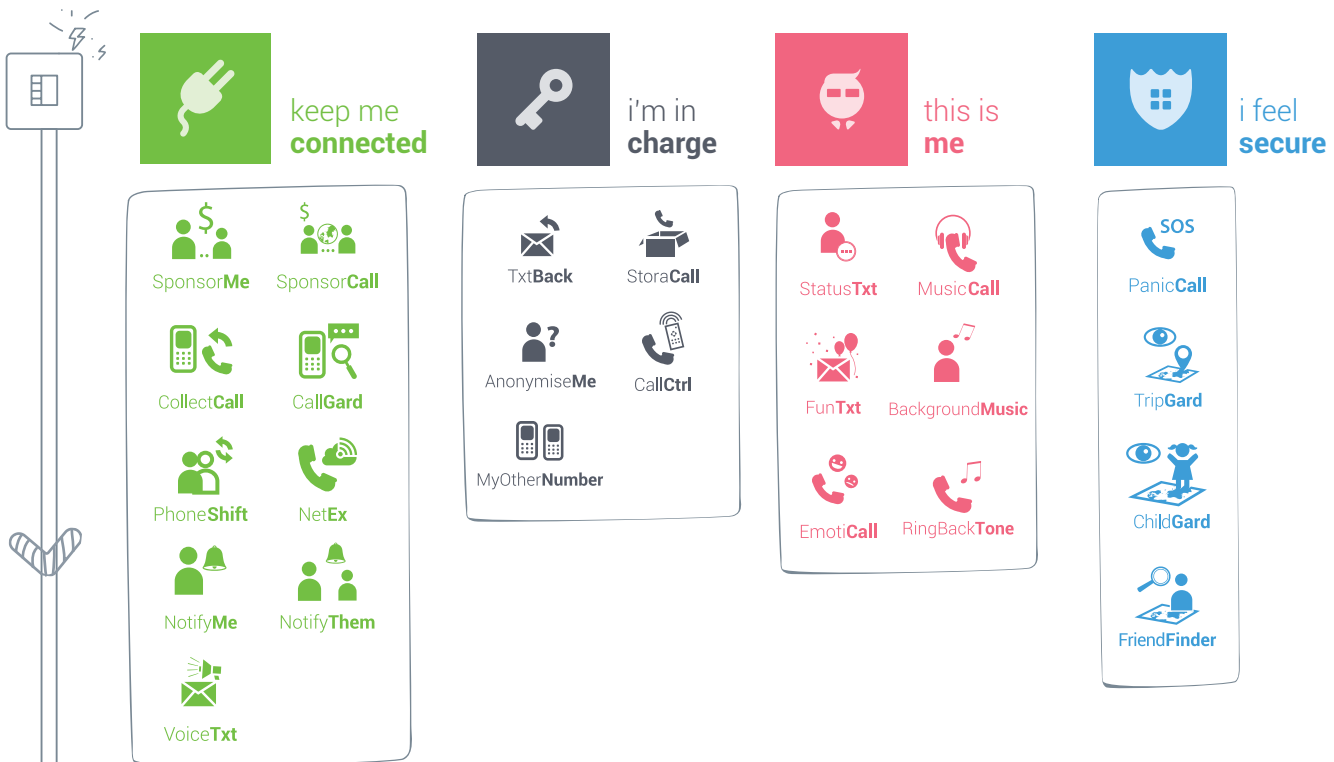 keep me
connected
SponsorMe
SponsorCall
CollectCall
CallGard
PhoneShift
NetEx
NotifyMe
NotifyThem
VoiceTxt
i'm in
charge
TxtBack
StoraCall
AnonymiseMe
CallCtrl
MyOtherNumber
this is
me
StatusTxt
MusicCall
FunTxt
BackgroundMusic
EmotiCall
RingBackTone
i feel
secure
SOS
PanicCall
TripGard
ChildGard
FriendFinder